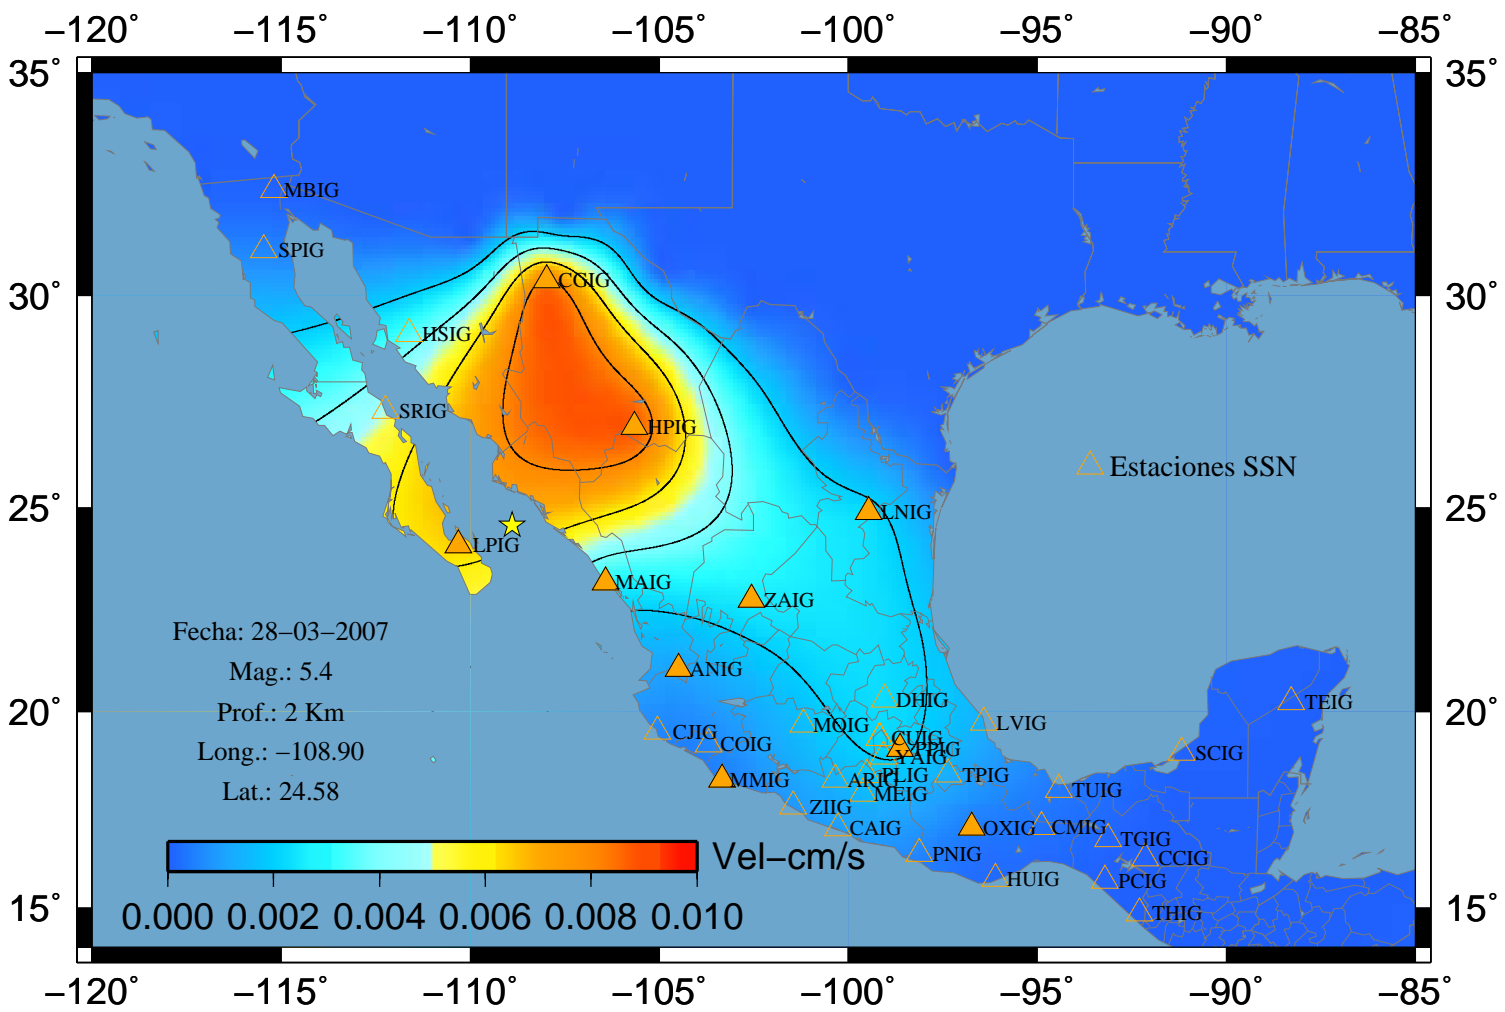 −120° −115° −110° −105° −100° −95° −90° −85°
35° 35°
MBIG
SPIG
30° 30°
CGIG
HSIG
SRIG
HPIG
Estaciones SSN
25° 25°
LNIG
LPIG
MAIG
ZAIG
Fecha: 28−03−2007
Mag.: 5.4
ANIG
DHIG
TEIG
Prof.: 2 Km
20° 20°
MOIG
LVIG
CJIG
COIG
CUIG
PPIG
YAIG
SCIG
Long.: −108.90
PLIG
TPIG
MMIG
ARIG
MEIG
TUIG
Lat.: 24.58
ZIIG
CAIG
OXIG
CMIG
TGIG
Vel−cm/s
PNIG
CCIG
HUIG
PCIG
15° 15°
THIG
0.000 0.002 0.004 0.006 0.008 0.010
−120° −115° −110° −105° −100° −95° −90° −85°